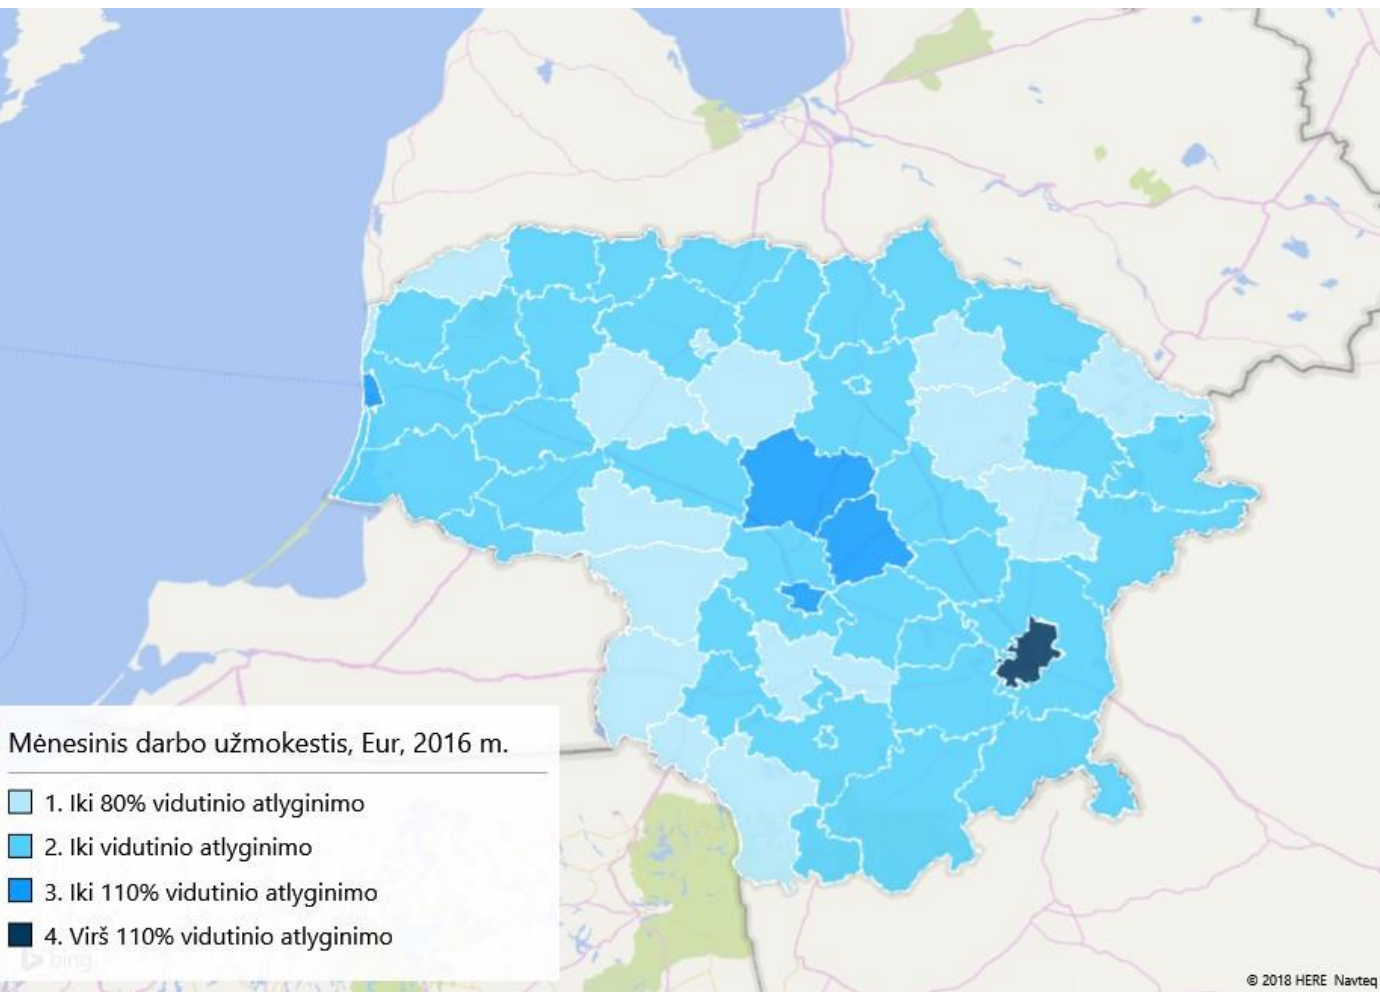 Mėnesinis darbo užmokestis, Eur, 2016 m.
1. Iki 80% vidutinio atlyginimo
2. Iki vidutinio atlyginimo
3. Iki 110% vidutinio atlyginimo
4. Virš 110% vidutinio atlyginimo
bing
© 2018 HERE Navteq